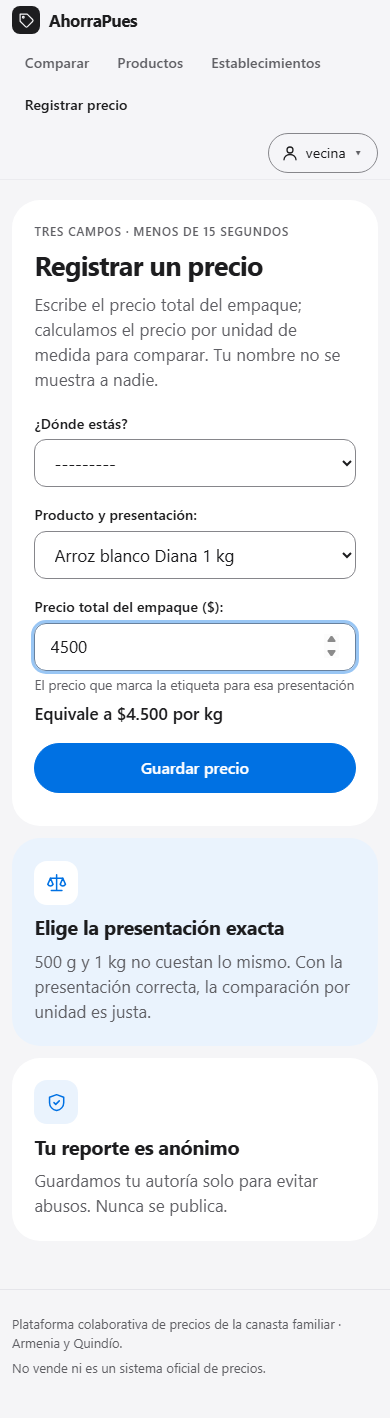 AhorraPues
Comparar Productos Establecimientos
Registrar precio
vecina ▾
TRES CAMPOS · MENOS DE 15 SEGUNDOS
Registrar un precio
Escribe el precio total del empaque;
calculamos el precio por unidad de
medida para comparar. Tu nombre no se
muestra a nadie.
¿Dónde estás?
---------
Producto y presentación:
Arroz blanco Diana 1 kg
Precio total del empaque ($):
4500
El precio que marca la etiqueta para esa presentación
Equivale a $4.500 por kg
Guardar precio
Elige la presentación exacta
500 g y 1 kg no cuestan lo mismo. Con la
presentación correcta, la comparación por
unidad es justa.
Tu reporte es anónimo
Guardamos tu autoría solo para evitar
abusos. Nunca se publica.
Plataforma colaborativa de precios de la canasta familiar ·
Armenia y Quindío.
No vende ni es un sistema oficial de precios.